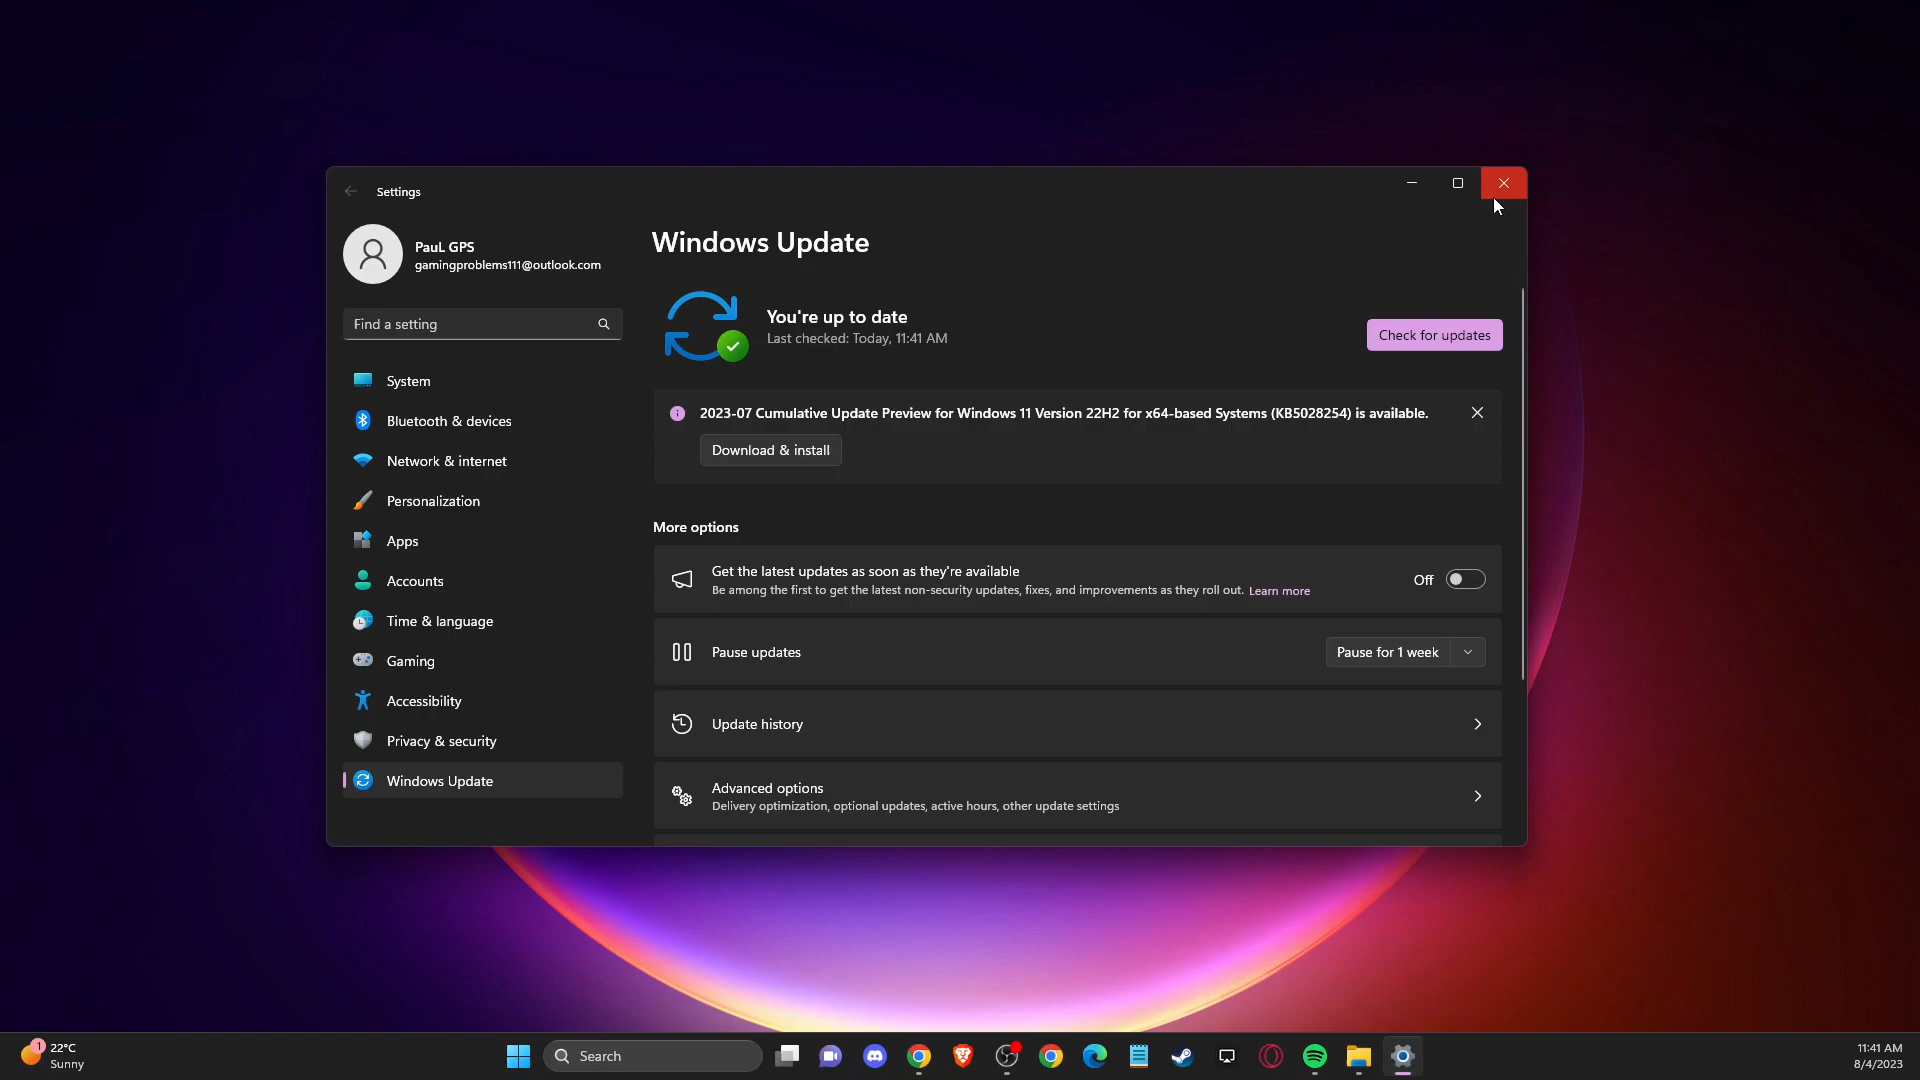 Settings
PauL GPS
gamingproblems111@outlook.com
Find a setting
System
Bluetooth & devices
Network & internet
Personalization
Apps
Accounts
Time & language
Gaming
Accessibility
Privacy & security
Windows Update
Windows Update
You're up to date
Last checked: Today, 11:41 AM
Check for updates
2023-07 Cumulative Update Preview for Windows 11 Version 22H2 for x64-based Systems (KB5028254) is available.
Download & install
More options
Get the latest updates as soon as they're available
Be among the first to get the latest non-security updates, fixes, and improvements as they roll out. Learn more
Off
Pause updates
Pause for 1 week
Update history
Advanced options
Delivery optimization, optional updates, active hours, other update settings
1
22°C
Sunny
Search
11:41 AM
8/4/2023